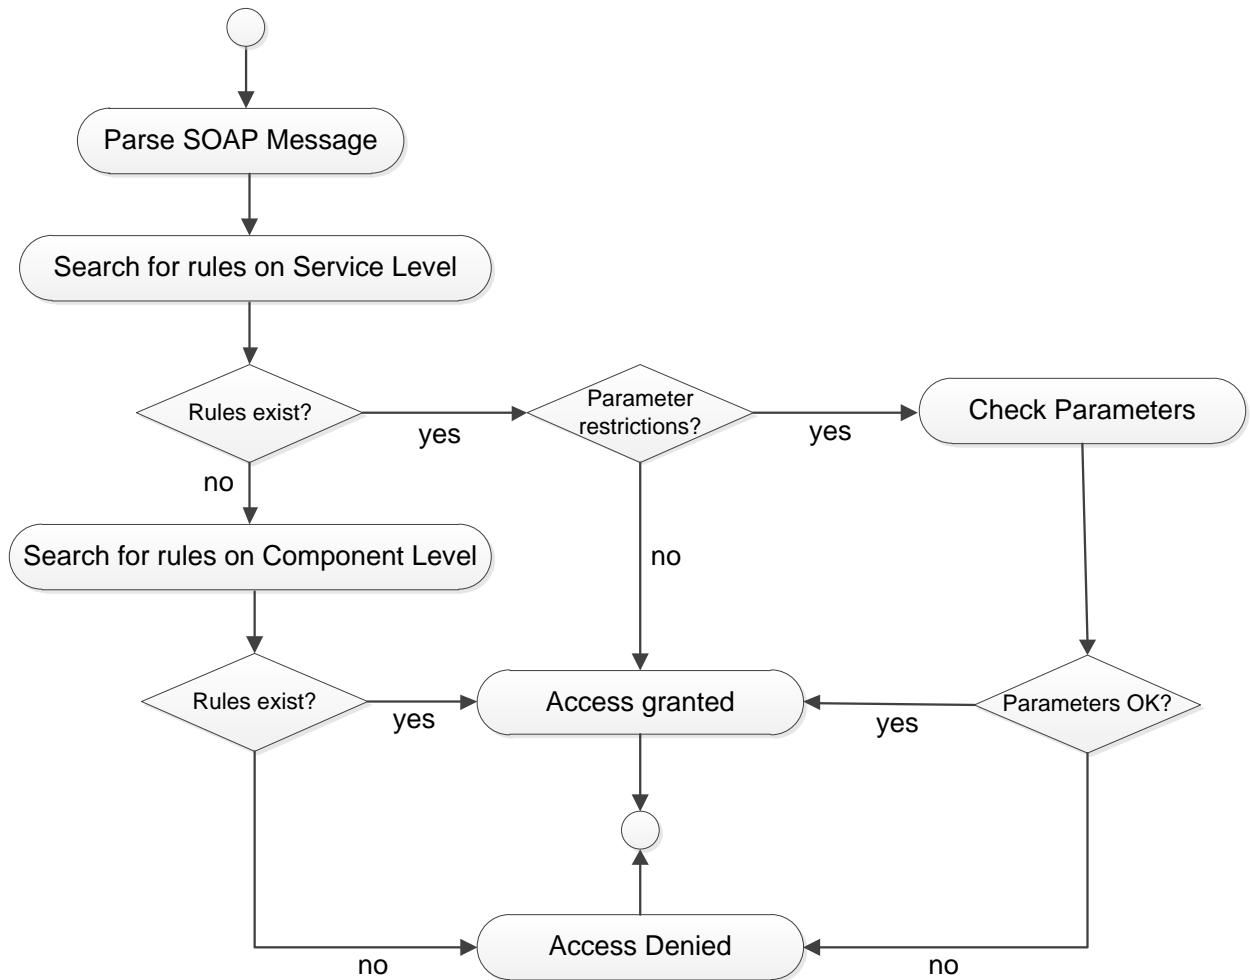 Parse SOAP Message
Search for rules on Service Level
Rules exist?
yes
Parameter
restrictions?
yes
Check Parameters
no
Search for rules on Component Level
no
Rules exist?
yes
Access granted
yes
Parameters OK?
no
Access Denied
no